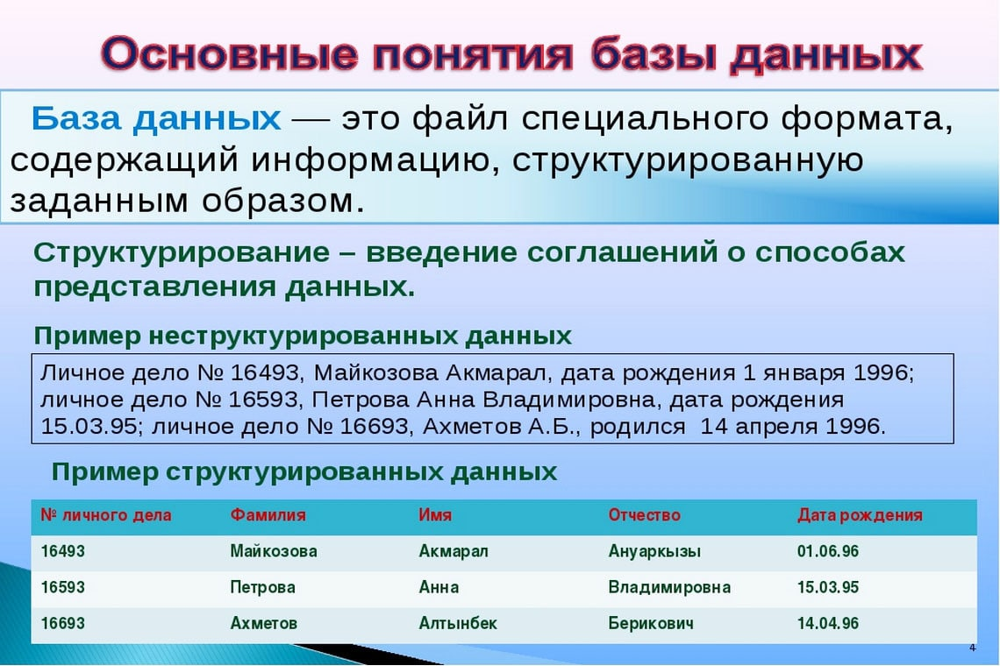 Основные понятия базы данных
База данных — это файл специального формата,
содержащий информацию, структурированную
заданным образом.
Структурирование – введение соглашений о способах
представления данных.
Пример неструктурированных данных
Личное дело № 16493, Майкозова Акмарал, дата рождения 1 января 1996;
личное дело № 16593, Петрова Анна Владимировна, дата рождения
15.03.95; личное дело № 16693, Ахметов А.Б., родился 14 апреля 1996.
Пример структурированных данных
№ личного дела Фамилия Имя Отчество Дата рождения
16493 Майкозова Акмарал Ануаркызы 01.06.96
16593 Петрова Анна Владимировна 15.03.95
16693 Ахметов Алтынбек Берикович 14.04.96
4